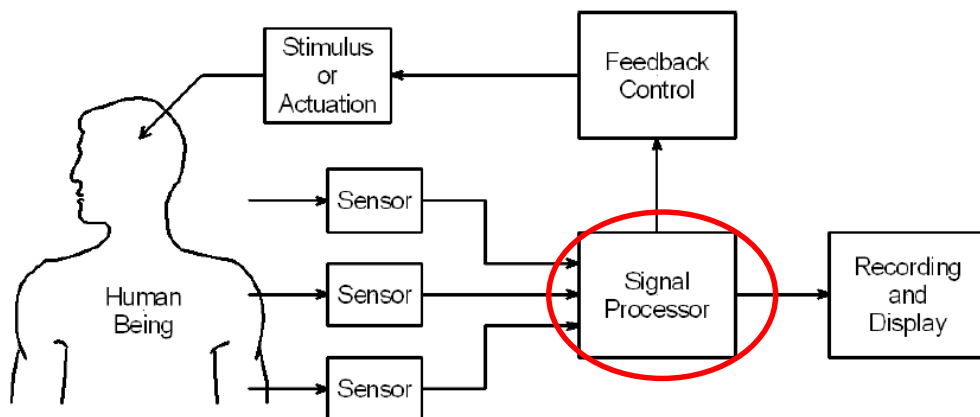 Stimulus
or
Actuation
Feedback
Control
Sensor
Sensor
Sensor
Human
Being
Signal
Processor
Recording
and
Display